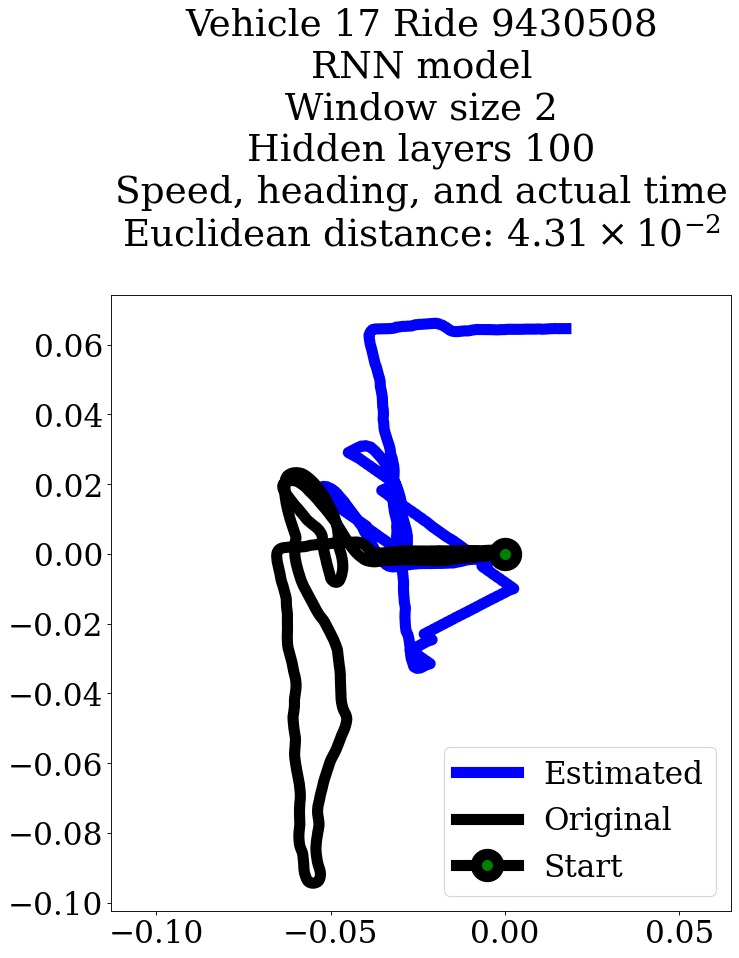 Vehicle 17 Ride 9430508
RNN model
Window size 2
Hidden layers 100
Speed, heading, and actual time
Euclidean distance: 4.31 × 10⁻²
0.06
0.04
0.02
0.00
−0.02
−0.04
−0.06
−0.08
−0.10
−0.10 −0.05 0.00 0.05
Estimated
Original
Start